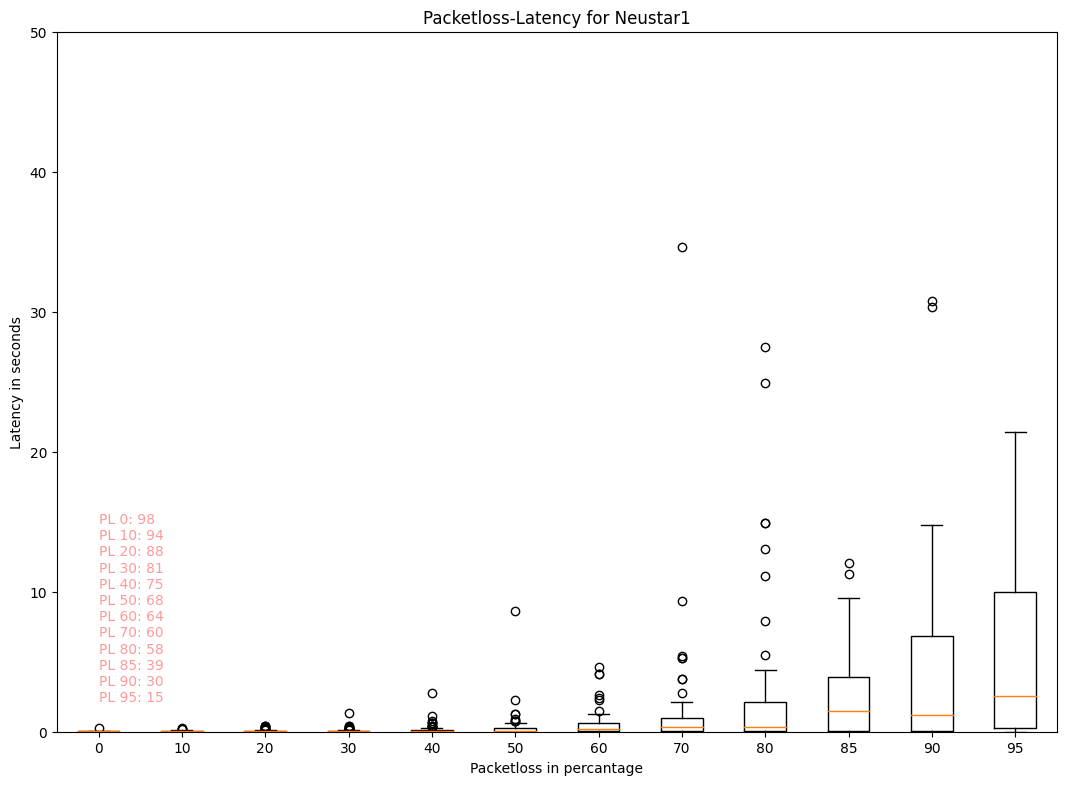 Packetloss-Latency for Neustar1
50
40
30
20
10
0
Latency in seconds
PL 0: 98
PL 10: 94
PL 20: 88
PL 30: 81
PL 40: 75
PL 50: 68
PL 60: 64
PL 70: 60
PL 80: 58
PL 85: 39
PL 90: 30
PL 95: 15
0 10 20 30 40 50 60 70 80 85 90 95
Packetloss in percantage